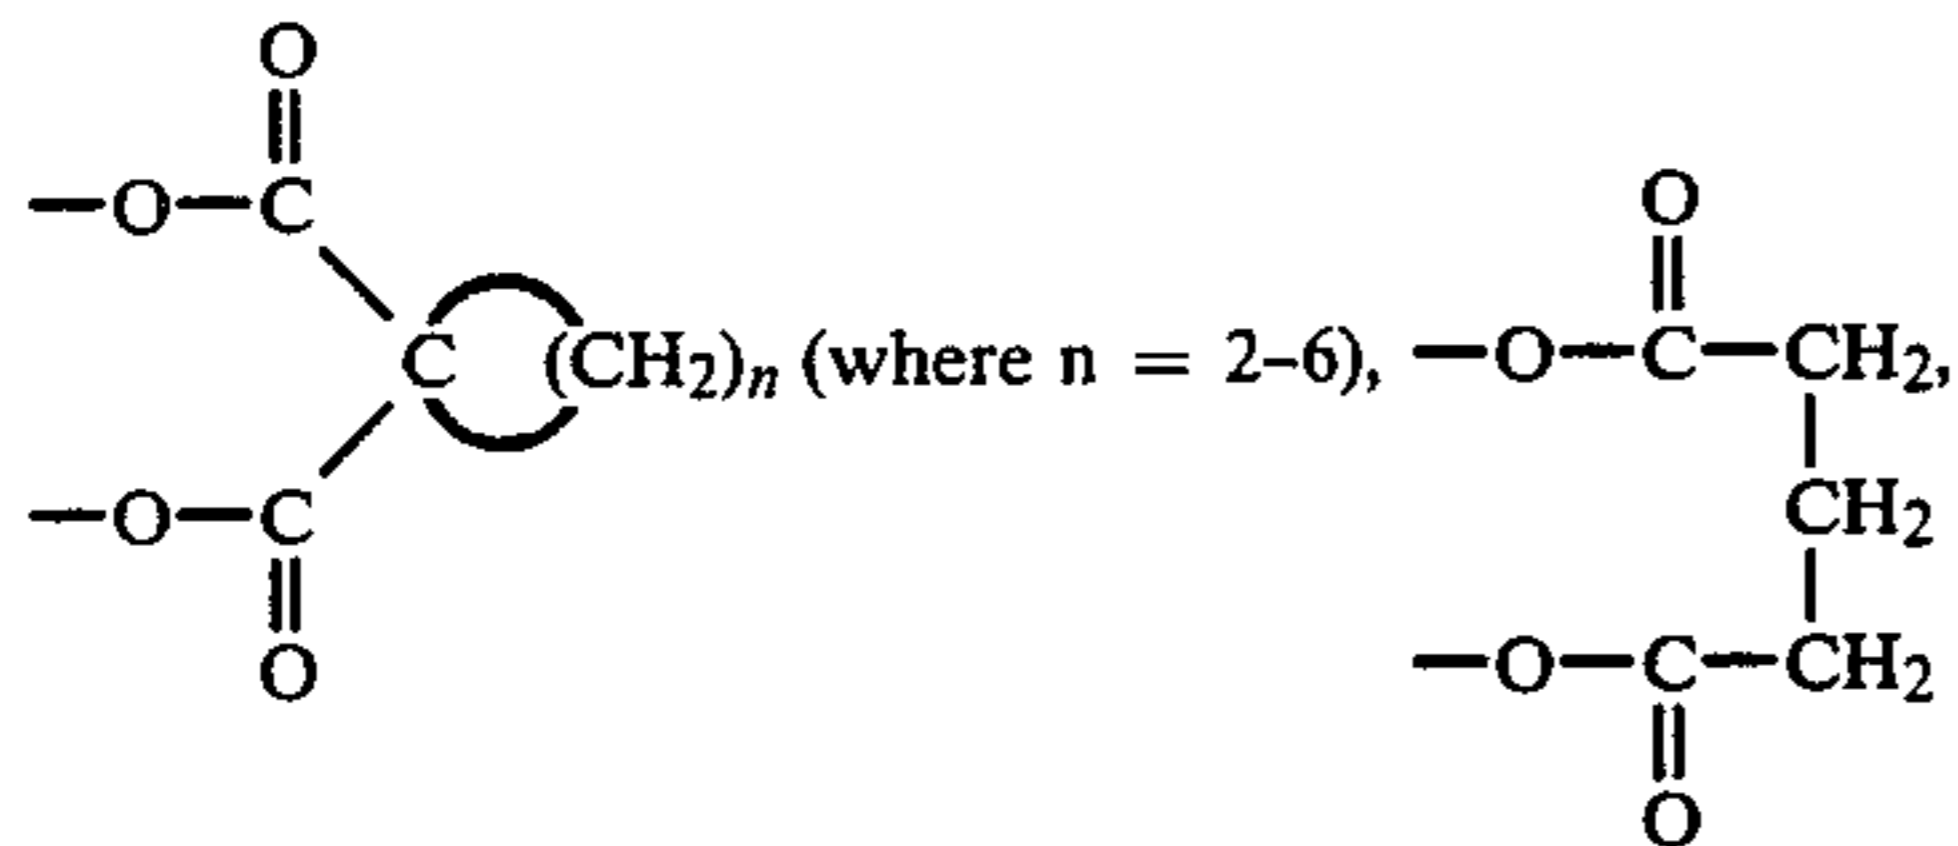 O
O
—O—C
O—C—CH₂,
C (CH₂)ₙ (where n = 2–6), —
CH₂
—O—C
—O—C—CH₂
O
O